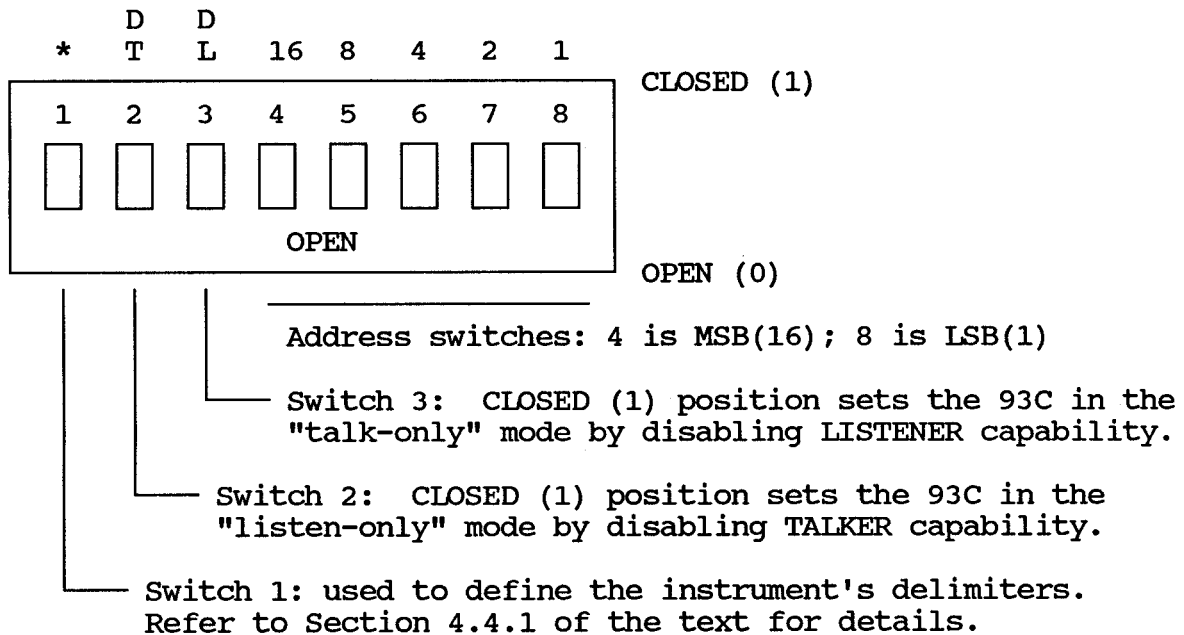 D D
* T L 16 8 4 2 1
CLOSED (1)
1 2 3 4 5 6 7 8
OPEN
OPEN (0)
Address switches: 4 is MSB(16); 8 is LSB(1)
Switch 3: CLOSED (1) position sets the 93C in the
"talk-only" mode by disabling LISTENER capability.
Switch 2: CLOSED (1) position sets the 93C in the
"listen-only" mode by disabling TALKER capability.
Switch 1: used to define the instrument's delimiters.
Refer to Section 4.4.1 of the text for details.